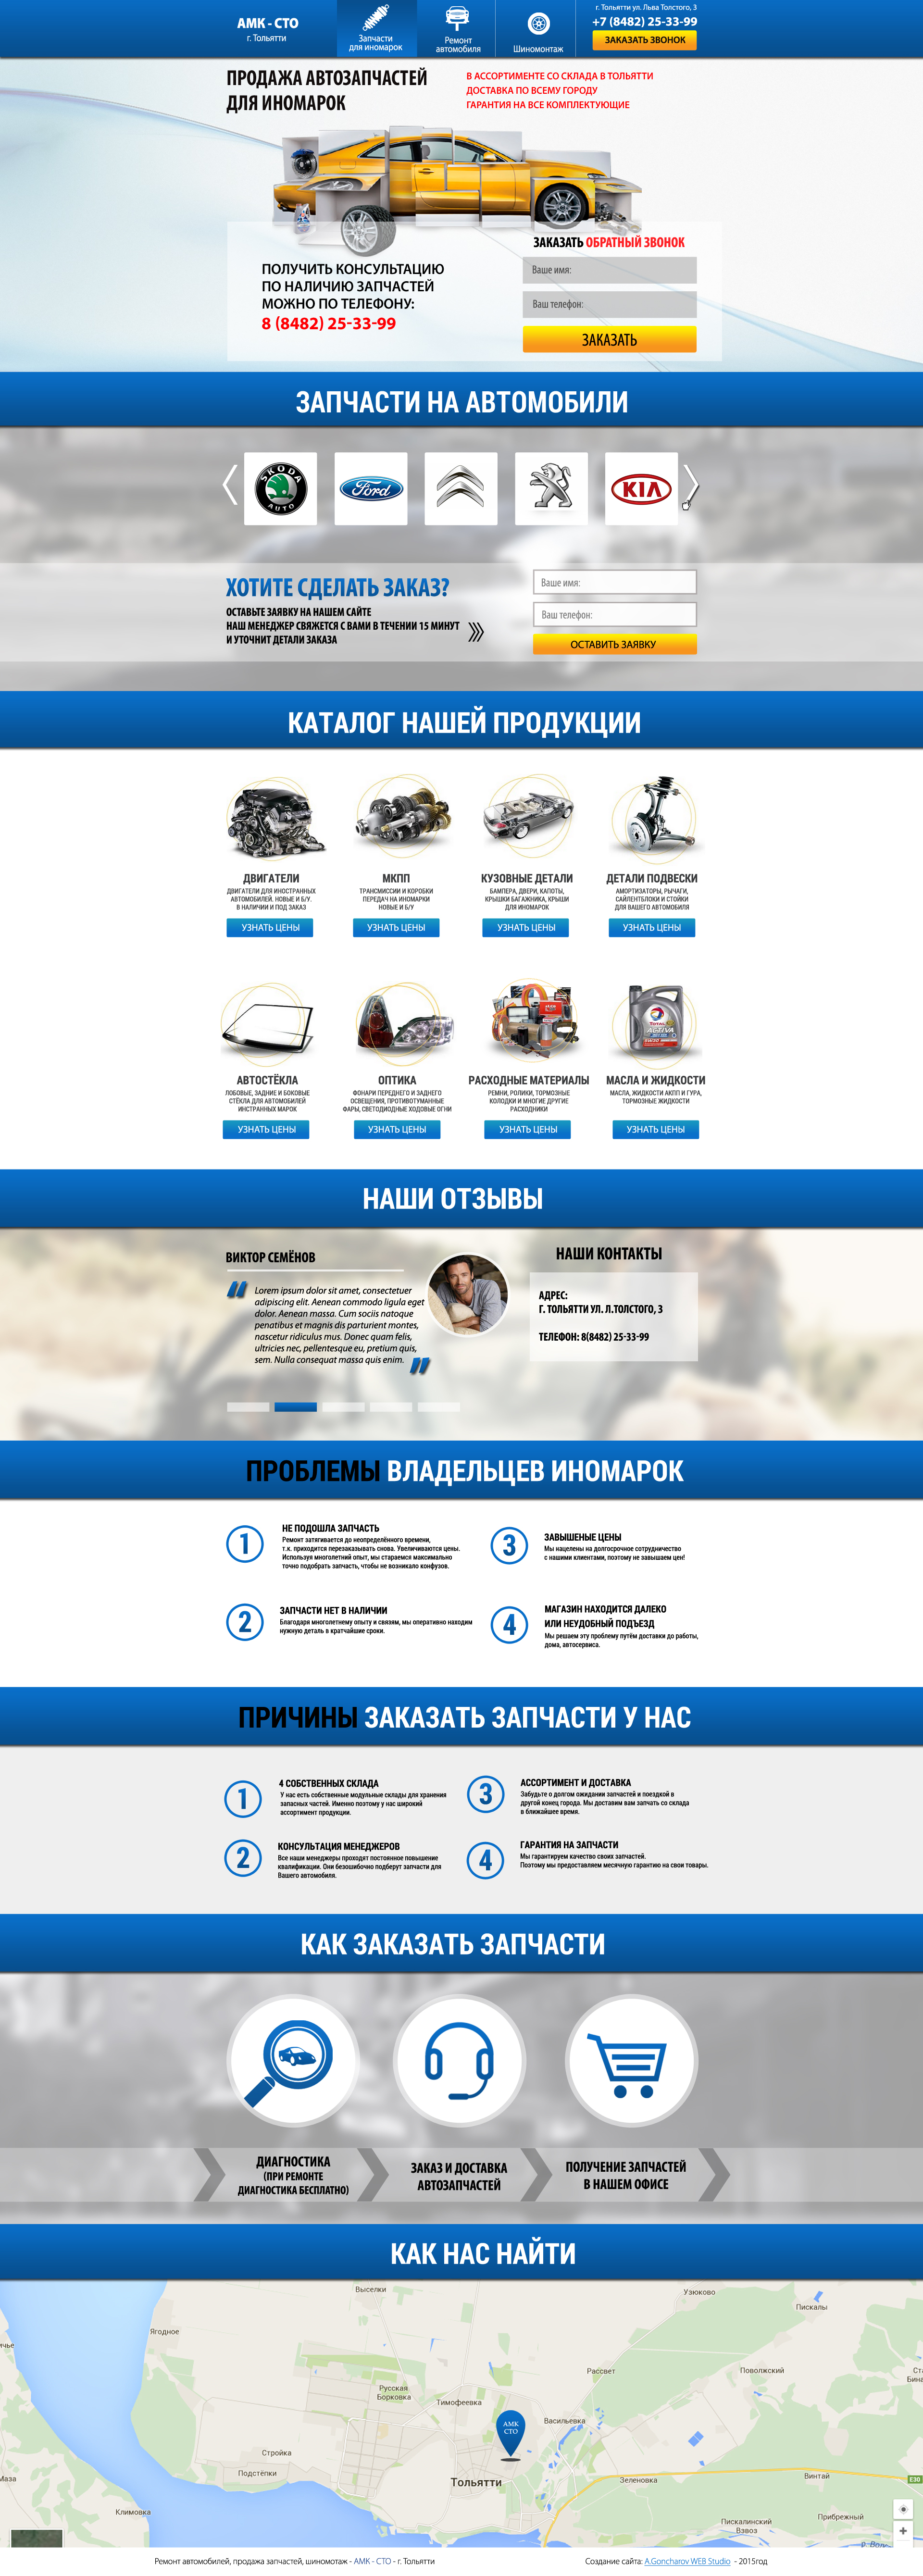 АМК - СТО
г. Тольятти
Запчасти
для иномарок
Ремонт
автомобиля
Шиномонтаж
г. Тольятти ул. Льва Толстого, 3
+7 (8482) 25-33-99
ЗАКАЗАТЬ ЗВОНОК
ПРОДАЖА АВТОЗАПЧАСТЕЙ
ДЛЯ ИНОМАРОК
В АССОРТИМЕНТЕ СО СКЛАДА В ТОЛЬЯТТИ
ДОСТАВКА ПО ВСЕМУ ГОРОДУ
ГАРАНТИЯ НА ВСЕ КОМПЛЕКТУЮЩИЕ
ПОЛУЧИТЬ КОНСУЛЬТАЦИЮ
ПО НАЛИЧИЮ ЗАПЧАСТЕЙ
МОЖНО ПО ТЕЛЕФОНУ:
8 (8482) 25-33-99
ЗАКАЗАТЬ ОБРАТНЫЙ ЗВОНОК
Ваше имя:
Ваш телефон:
ЗАКАЗАТЬ
ЗАПЧАСТИ НА АВТОМОБИЛИ
SKODA
AUTO
Ford
KIA
ХОТИТЕ СДЕЛАТЬ ЗАКАЗ?
ОСТАВЬТЕ ЗАЯВКУ НА НАШЕМ САЙТЕ
НАШ МЕНЕДЖЕР СВЯЖЕТСЯ С ВАМИ В ТЕЧЕНИИ 15 МИНУТ
И УТОЧНИТ ДЕТАЛИ ЗАКАЗА
Ваше имя:
Ваш телефон:
ОСТАВИТЬ ЗАЯВКУ
КАТАЛОГ НАШЕЙ ПРОДУКЦИИ
ДВИГАТЕЛИ
ДВИГАТЕЛИ ДЛЯ ИНОСТРАННЫХ
АВТОМОБИЛЕЙ. НОВЫЕ И Б/У.
В НАЛИЧИИ И ПОД ЗАКАЗ
УЗНАТЬ ЦЕНЫ
МКПП
ТРАНСМИССИИ И КОРОБКИ
ПЕРЕДАЧ НА ИНОМАРКИ
НОВЫЕ И Б/У
УЗНАТЬ ЦЕНЫ
КУЗОВНЫЕ ДЕТАЛИ
БАМПЕРА, ДВЕРИ, КАПОТЫ,
КРЫШКИ БАГАЖНИКА, КРЫШИ
ДЛЯ ИНОМАРОК
УЗНАТЬ ЦЕНЫ
ДЕТАЛИ ПОДВЕСКИ
АМОРТИЗАТОРЫ, РЫЧАГИ,
САЙЛЕНТБЛОКИ И СТОЙКИ
ДЛЯ ВАШЕГО АВТОМОБИЛЯ
УЗНАТЬ ЦЕНЫ
АВТОСТЁКЛА
ЛОБОВЫЕ, ЗАДНИЕ И БОКОВЫЕ
СТЁКЛА ДЛЯ АВТОМОБИЛЕЙ
ИНСТРАННЫХ МАРОК
УЗНАТЬ ЦЕНЫ
ОПТИКА
ФОНАРИ ПЕРЕДНЕГО И ЗАДНЕГО
ОСВЕЩЕНИЯ, ПРОТИВОТУМАННЫЕ
ФАРЫ, СВЕТОДИОДНЫЕ ХОДОВЫЕ ОГНИ
УЗНАТЬ ЦЕНЫ
РАСХОДНЫЕ МАТЕРИАЛЫ
РЕМНИ, РОЛИКИ, ТОРМОЗНЫЕ
КОЛОДКИ И МНОГИЕ ДРУГИЕ
РАСХОДНИКИ
УЗНАТЬ ЦЕНЫ
TOTAL
ACTIVA
5W30
МАСЛА И ЖИДКОСТИ
МАСЛА, ЖИДКОСТИ АКПП И ГУРА,
ТОРМОЗНЫЕ ЖИДКОСТИ
УЗНАТЬ ЦЕНЫ
НАШИ ОТЗЫВЫ
ВИКТОР СЕМЁНОВ
Lorem ipsum dolor sit amet, consectetuer
adipiscing elit. Aenean commodo ligula eget
dolor. Aenean massa. Cum sociis natoque
penatibus et magnis dis parturient montes,
nascetur ridiculus mus. Donec quam felis,
ultricies nec, pellentesque eu, pretium quis,
sem. Nulla consequat massa quis enim.
НАШИ КОНТАКТЫ
АДРЕС:
Г. ТОЛЬЯТТИ УЛ. Л.ТОЛСТОГО, 3
ТЕЛЕФОН: 8(8482) 25-33-99
ПРОБЛЕМЫ ВЛАДЕЛЬЦЕВ ИНОМАРОК
1
НЕ ПОДОШЛА ЗАПЧАСТЬ
Ремонт затягивается до неопределённого времени,
т.к. приходится перезаказывать снова. Увеличиваются цены.
Используя многолетний опыт, мы стараемся максимально
точно подобрать запчасть, чтобы не возникало конфузов.
2
ЗАПЧАСТИ НЕТ В НАЛИЧИИ
Благодаря многолетнему опыту и связям, мы оперативно находим
нужную деталь в кратчайшие сроки.
3
ЗАВЫШЕНЫЕ ЦЕНЫ
Мы нацелены на долгосрочное сотрудничество
с нашими клиентами, поэтому не завышаем цен!
4
МАГАЗИН НАХОДИТСЯ ДАЛЕКО
ИЛИ НЕУДОБНЫЙ ПОДЪЕЗД
Мы решаем эту проблему путём доставки до работы,
дома, автосервиса.
ПРИЧИНЫ ЗАКАЗАТЬ ЗАПЧАСТИ У НАС
1
4 СОБСТВЕННЫХ СКЛАДА
У нас есть собственные модульные склады для хранения
запасных частей. Именно поэтому у нас широкий
ассортимент продукции.
2
КОНСУЛЬТАЦИЯ МЕНЕДЖЕРОВ
Все наши менеджеры проходят постоянное повышение
квалификации. Они безошибочно подберут запчасти для
Вашего автомобиля.
3
АССОРТИМЕНТ И ДОСТАВКА
Забудьте о долгом ожидании запчастей и поездкой в
другой конец города. Мы доставим вам запчать со склада
в ближайшее время.
4
ГАРАНТИЯ НА ЗАПЧАСТИ
Мы гарантируем качество своих запчастей.
Поэтому мы предоставляем месячную гарантию на свои товары.
КАК ЗАКАЗАТЬ ЗАПЧАСТИ
ДИАГНОСТИКА
(ПРИ РЕМОНТЕ
ДИАГНОСТИКА БЕСПЛАТНО)
ЗАКАЗ И ДОСТАВКА
АВТОЗАПЧАСТЕЙ
ПОЛУЧЕНИЕ ЗАПЧАСТЕЙ
В НАШЕМ ОФИСЕ
КАК НАС НАЙТИ
Выселки
Узюково
Пискалы
Ягодное
Рассвет
Поволжский
Русская
Борковка
Тимофеевка
Васильевка
АМК
СТО
Стройка
Подстёпки
Тольятти
Зеленовка
Винтай
E30
Климовка
Пискалинский
Взвоз
Прибрежный
Ремонт автомобилей, продажа запчастей, шиномотаж - АМК - СТО - г. Тольятти
Создание сайта: A.Goncharov WEB Studio - 2015год